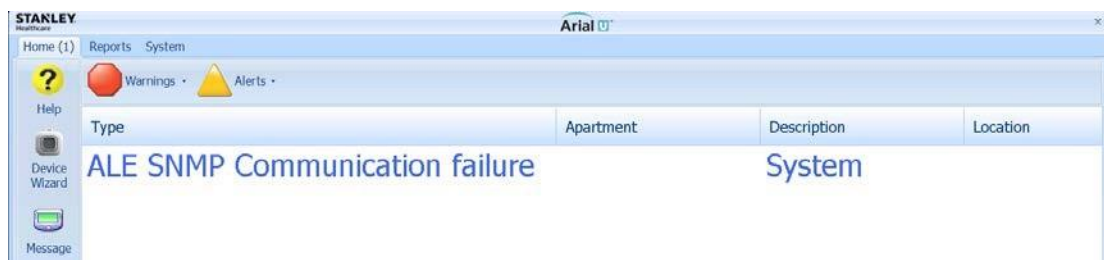 STANLEY
Healthcare
Arial
Home (1) Reports System
Warnings Alerts
Help
Type Apartment Description Location
ALE SNMP Communication failure System
Device
Wizard
Message